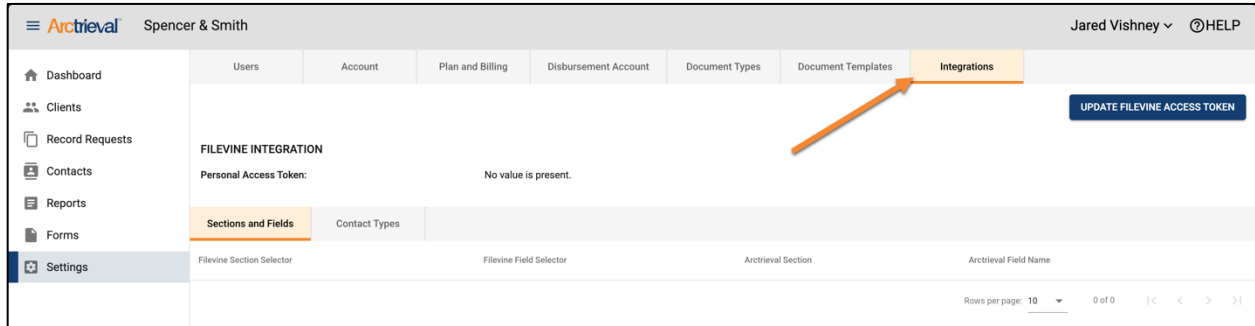 Arctrieval Spencer & Smith Jared Vishney HELP
Dashboard
Clients
Record Requests
Contacts
Reports
Forms
Settings
Users Account Plan and Billing Disbursement Account Document Types Document Templates Integrations
UPDATE FILEVINE ACCESS TOKEN
FILEVINE INTEGRATION
Personal Access Token: No value is present.
Sections and Fields Contact Types
Filevine Section Selector Filevine Field Selector Arctrieval Section Arctrieval Field Name
Rows per page: 10 0 of 0